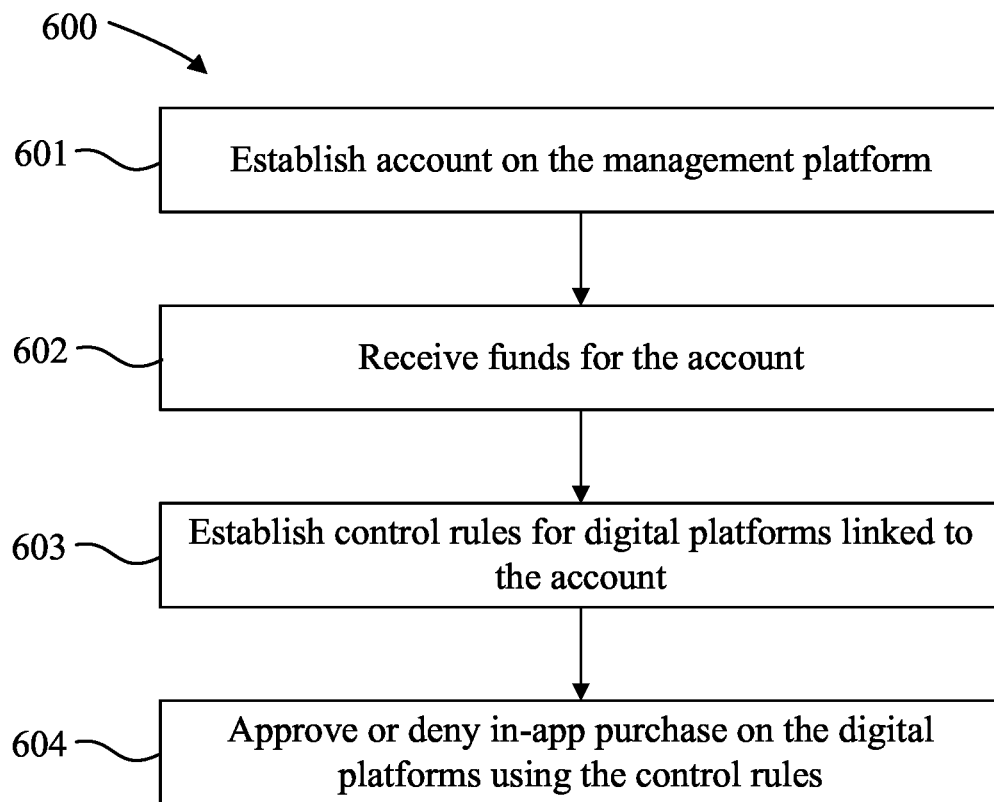 600
601
Establish account on the management platform
602
Receive funds for the account
603
Establish control rules for digital platforms linked to
the account
604
Approve or deny in-app purchase on the digital
platforms using the control rules